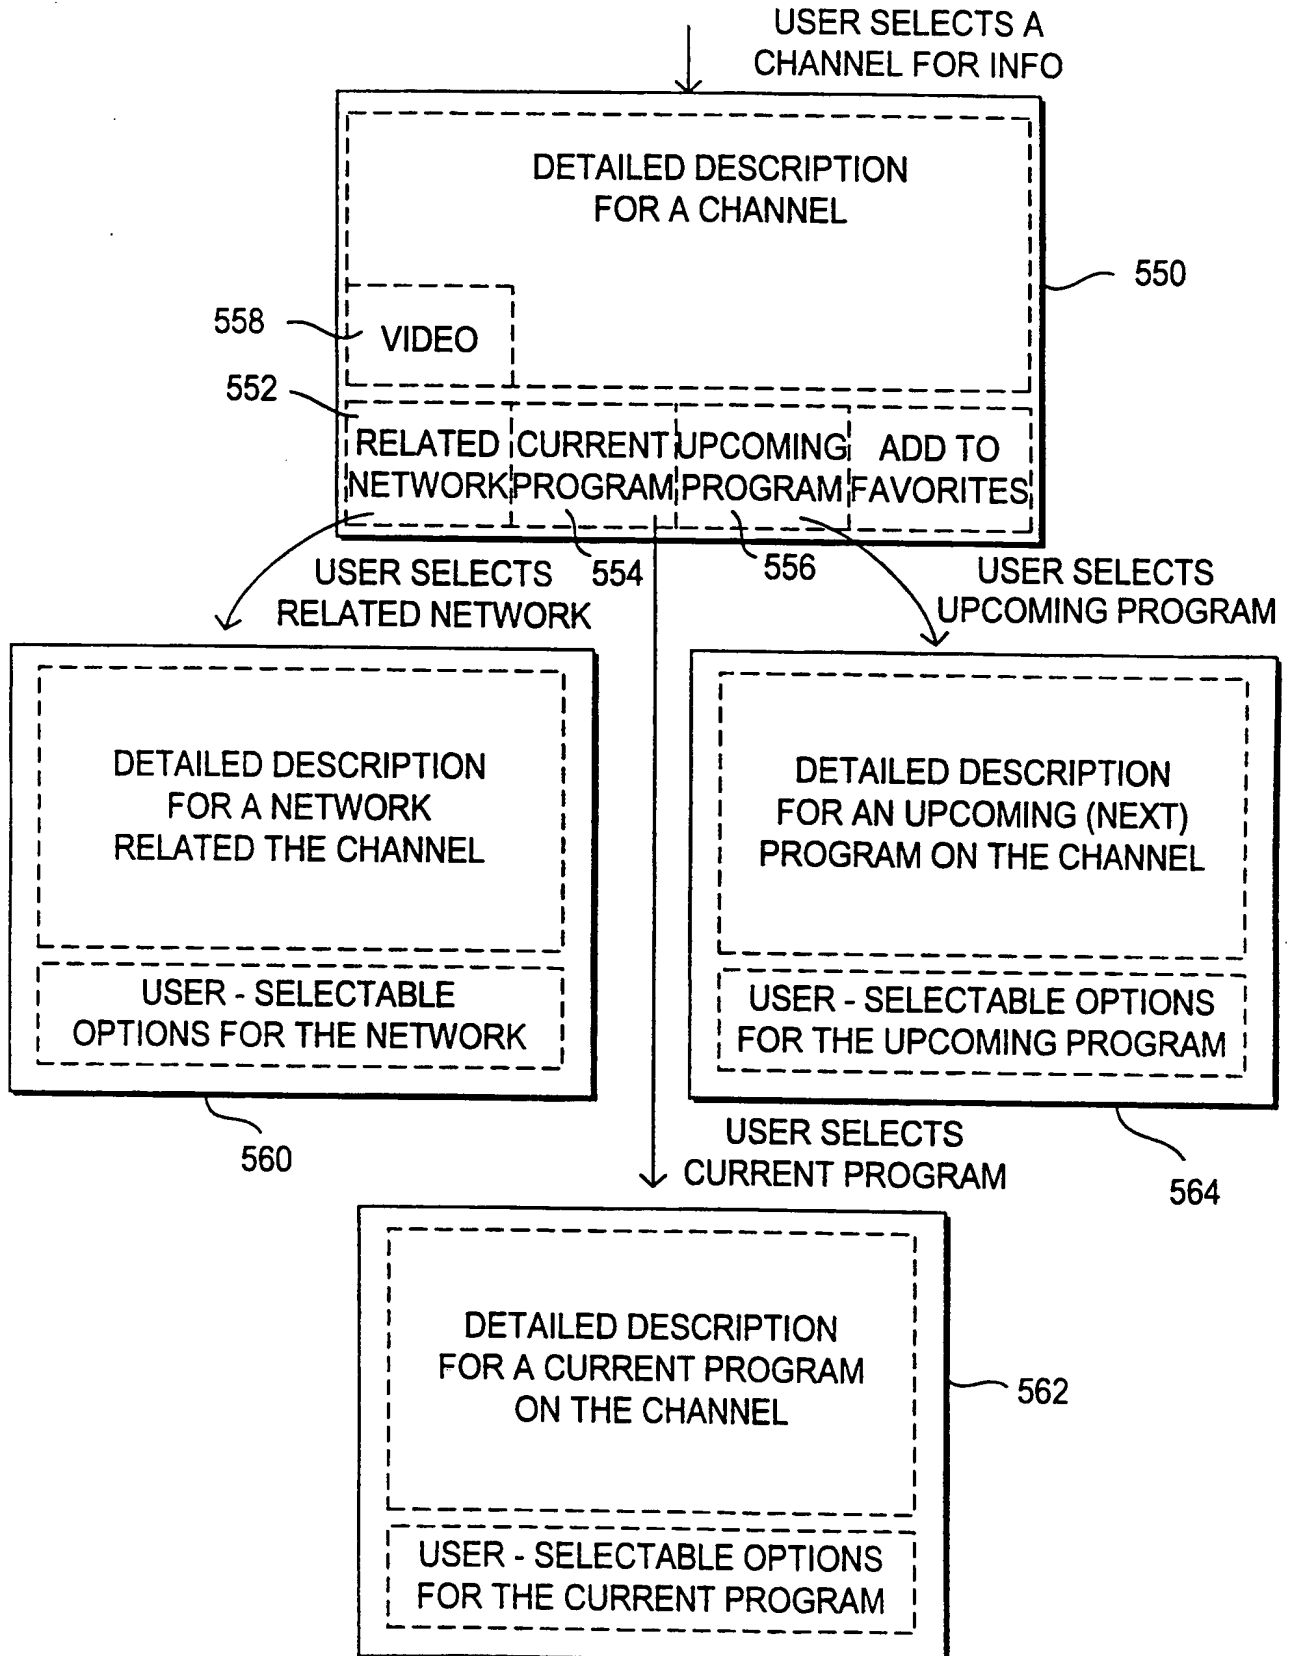 USER SELECTS A
CHANNEL FOR INFO
DETAILED DESCRIPTION
FOR A CHANNEL
550
558
VIDEO
552
RELATED
NETWORK
CURRENT
PROGRAM
UPCOMING
PROGRAM
ADD TO
FAVORITES
554
556
USER SELECTS
RELATED NETWORK
USER SELECTS
UPCOMING PROGRAM
DETAILED DESCRIPTION
FOR A NETWORK
RELATED THE CHANNEL
USER - SELECTABLE
OPTIONS FOR THE NETWORK
560
DETAILED DESCRIPTION
FOR AN UPCOMING (NEXT)
PROGRAM ON THE CHANNEL
USER - SELECTABLE OPTIONS
FOR THE UPCOMING PROGRAM
564
USER SELECTS
CURRENT PROGRAM
DETAILED DESCRIPTION
FOR A CURRENT PROGRAM
ON THE CHANNEL
562
USER - SELECTABLE OPTIONS
FOR THE CURRENT PROGRAM